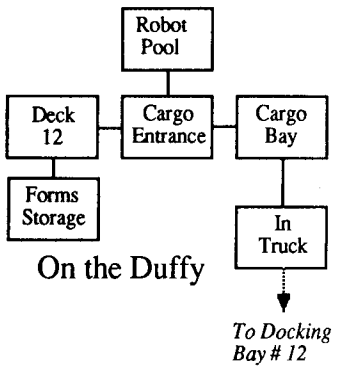 Robot
Pool
Deck
12
Cargo
Entrance
Cargo
Bay
Forms
Storage
In
Truck
On the Duffy
To Docking
Bay # 12